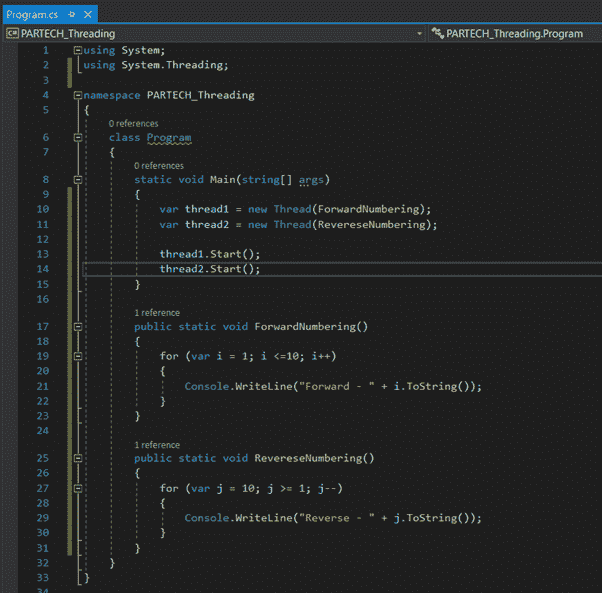 Program.cs
PARTECH_Threading PARTECH_Threading.Program
1 using System;
2 using System.Threading;
3
4 namespace PARTECH_Threading
5 {
0 references
6 class Program
7 {
0 references
8 static void Main(string[] args)
9 {
10 var thread1 = new Thread(ForwardNumbering);
11 var thread2 = new Thread(RevereseNumbering);
12
13 thread1.Start();
14 thread2.Start();
15 }
16
1 reference
17 public static void ForwardNumbering()
18 {
19 for (var i = 1; i <=10; i++)
20 {
21 Console.WriteLine("Forward - " + i.ToString());
22 }
23 }
24
1 reference
25 public static void RevereseNumbering()
26 {
27 for (var j = 10; j >= 1; j--)
28 {
29 Console.WriteLine("Reverse - " + j.ToString());
30 }
31 }
32 }
33 }
34